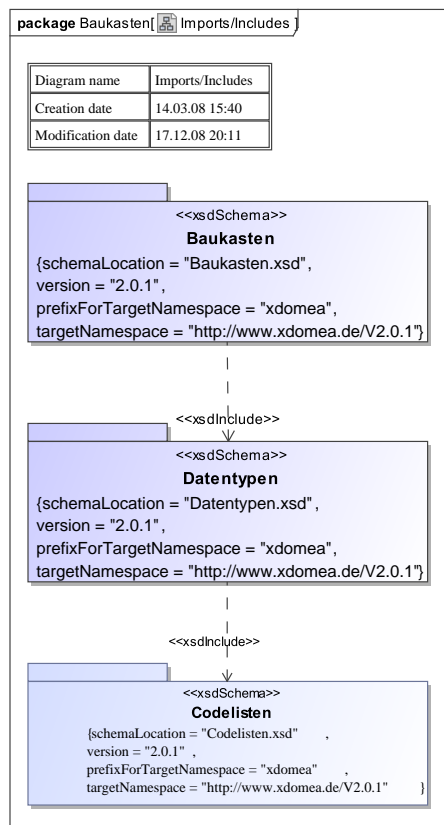 package Baukasten[ Imports/Includes ]
Diagram name Imports/Includes
Creation date 14.03.08 15:40
Modification date 17.12.08 20:11
<<xsdSchema>>
Baukasten
{schemaLocation = "Baukasten.xsd",
version = "2.0.1",
prefixForTargetNamespace = "xdomea",
targetNamespace = "http://www.xdomea.de/V2.0.1"}
<<xsdInclude>>
<<xsdSchema>>
Datentypen
{schemaLocation = "Datentypen.xsd",
version = "2.0.1",
prefixForTargetNamespace = "xdomea",
targetNamespace = "http://www.xdomea.de/V2.0.1"}
<<xsdInclude>>
<<xsdSchema>>
Codelisten
{schemaLocation = "Codelisten.xsd" ,
version = "2.0.1" ,
prefixForTargetNamespace = "xdomea" ,
targetNamespace = "http://www.xdomea.de/V2.0.1" }